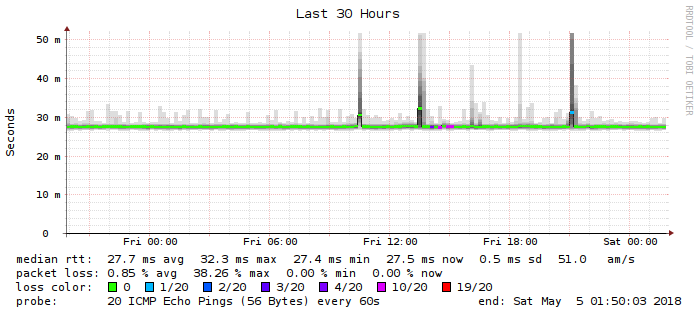 Last 30 Hours
RRDTOOL / TOBI OETIKER
Seconds
50 m
40 m
30 m
20 m
10 m
0
Fri 00:00 Fri 06:00 Fri 12:00 Fri 18:00 Sat 00:00
median rtt: 27.7 ms avg 32.3 ms max 27.4 ms min 27.5 ms now 0.5 ms sd 51.0 am/s
packet loss: 0.85 % avg 38.26 % max 0.00 % min 0.00 % now
loss color: 0 1/20 2/20 3/20 4/20 10/20 19/20
probe: 20 ICMP Echo Pings (56 Bytes) every 60s end: Sat May 5 01:50:03 2018